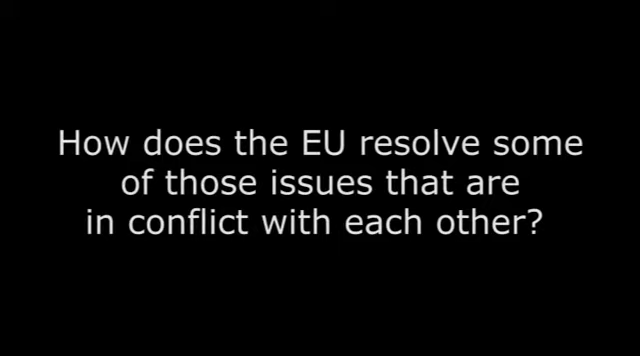 How does the EU resolve some
of those issues that are
in conflict with each other?